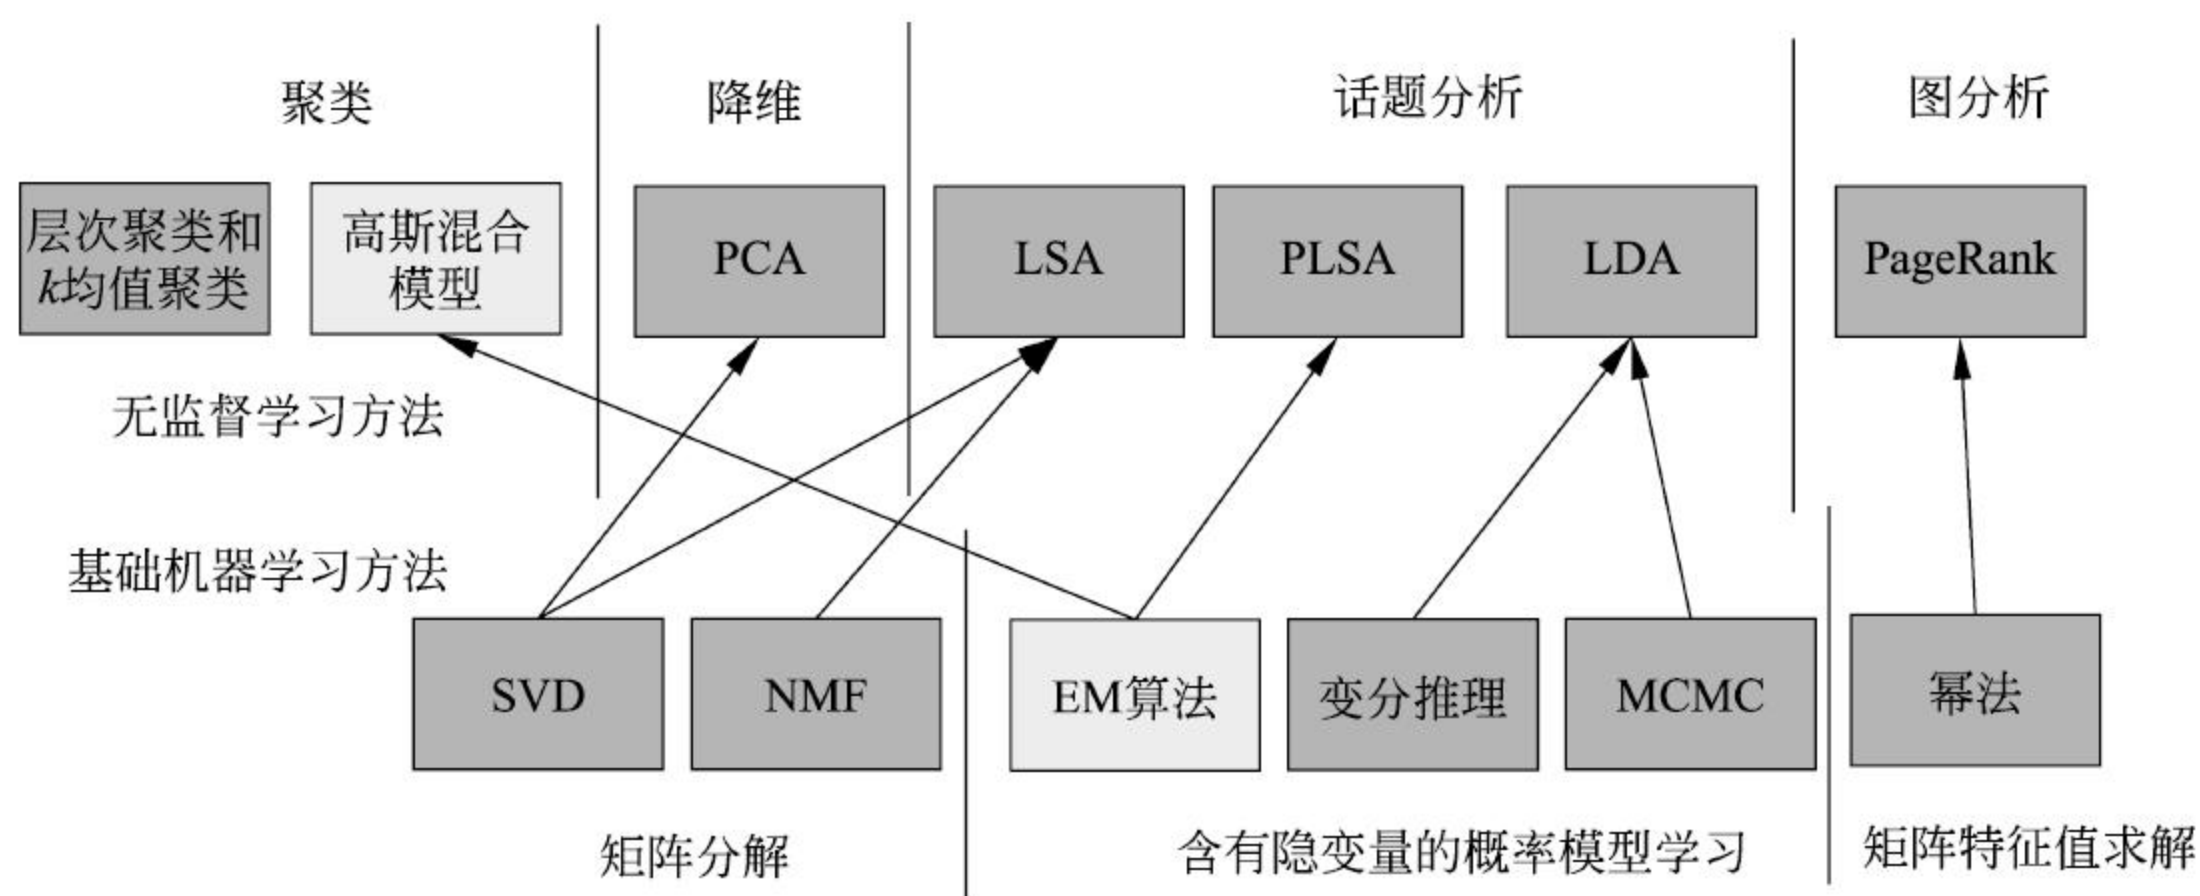 聚类
降维
话题分析
图分析
层次聚类和
k均值聚类
高斯混合
模型
PCA
LSA
PLSA
LDA
PageRank
无监督学习方法
基础机器学习方法
SVD
NMF
EM算法
变分推理
MCMC
幂法
矩阵分解
含有隐变量的概率模型学习
矩阵特征值求解